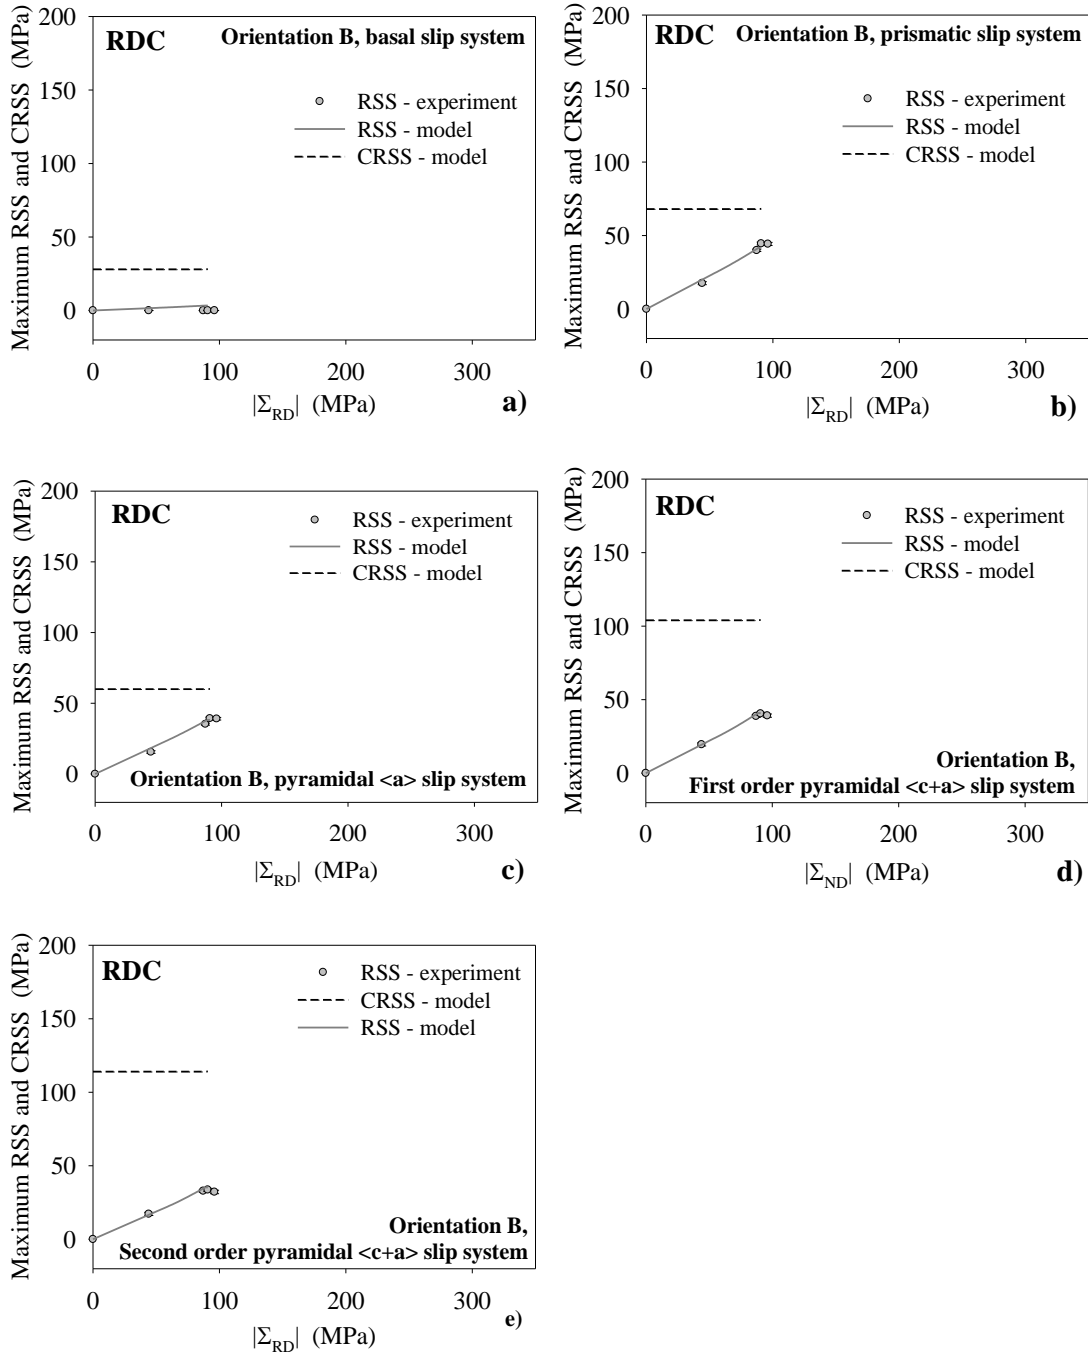 Maximum RSS and CRSS (MPa)
200
150
100
50
0
RDC
Orientation B, basal slip system
RSS - experiment
RSS - model
CRSS - model
0 100 200 300
|Σ_RD| (MPa)
a)
Maximum RSS and CRSS (MPa)
200
150
100
50
0
RDC
Orientation B, prismatic slip system
RSS - experiment
RSS - model
CRSS - model
0 100 200 300
|Σ_RD| (MPa)
b)
Maximum RSS and CRSS (MPa)
200
150
100
50
0
RDC
RSS - experiment
RSS - model
CRSS - model
Orientation B, pyramidal <a> slip system
0 100 200 300
|Σ_RD| (MPa)
c)
Maximum RSS and CRSS (MPa)
200
150
100
50
0
RDC
RSS - experiment
RSS - model
CRSS - model
Orientation B,
First order pyramidal <c+a> slip system
0 100 200 300
|Σ_ND| (MPa)
d)
Maximum RSS and CRSS (MPa)
200
150
100
50
0
RDC
RSS - experiment
CRSS - model
RSS - model
Orientation B,
Second order pyramidal <c+a> slip system
0 100 200 300
|Σ_RD| (MPa)
e)